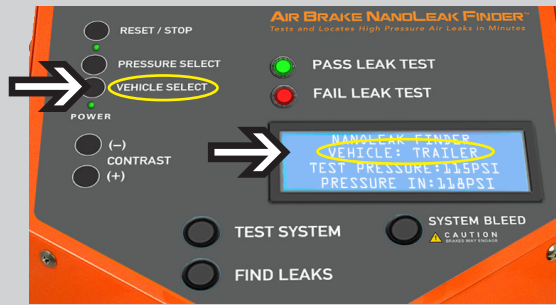 AIR BRAKE NANOLEAK FINDER™
Tests and Locates High Pressure Air Leaks in Minutes
RESET / STOP
PRESSURE SELECT
VEHICLE SELECT
POWER
PASS LEAK TEST
FAIL LEAK TEST
(–)
CONTRAST
(+)
NANOLEAK FINDER
VEHICLE: TRAILER
TEST PRESSURE:115PSI
PRESSURE IN:118PSI
TEST SYSTEM
SYSTEM BLEED
CAUTION
BRAKES MAY ENGAGE
FIND LEAKS